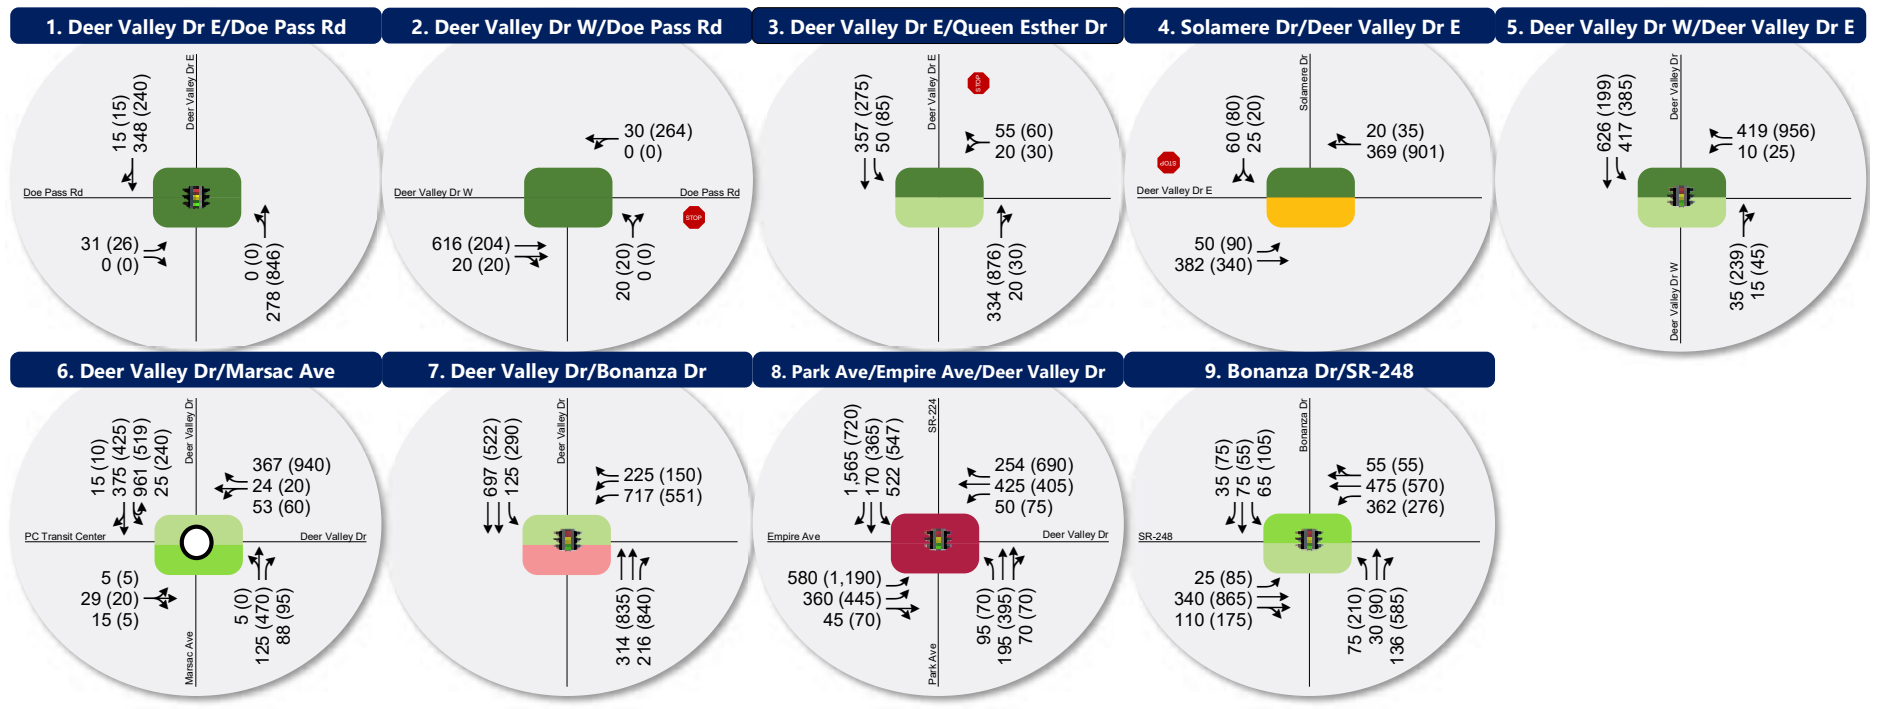 1. Deer Valley Dr E/Doe Pass Rd
15 (15)
348 (240)
Deer Valley Dr E
Doe Pass Rd
31 (26)
0 (0)
0 (0)
278 (846)
2. Deer Valley Dr W/Doe Pass Rd
30 (264)
0 (0)
Deer Valley Dr W
Doe Pass Rd
STOP
616 (204)
20 (20)
20 (20)
0 (0)
3. Deer Valley Dr E/Queen Esther Dr
357 (275)
50 (85)
Deer Valley Dr E
STOP
55 (60)
20 (30)
334 (876)
20 (30)
4. Solamere Dr/Deer Valley Dr E
60 (80)
25 (20)
Solamere Dr
20 (35)
369 (901)
STOP
Deer Valley Dr E
50 (90)
382 (340)
5. Deer Valley Dr W/Deer Valley Dr E
626 (199)
417 (385)
Deer Valley Dr
419 (956)
10 (25)
Deer Valley Dr W
35 (239)
15 (45)
6. Deer Valley Dr/Marsac Ave
15 (10)
375 (425)
961 (519)
25 (240)
Deer Valley Dr
367 (940)
24 (20)
53 (60)
PC Transit Center
Deer Valley Dr
5 (5)
29 (20)
15 (5)
Marsac Ave
5 (0)
125 (470)
88 (95)
7. Deer Valley Dr/Bonanza Dr
697 (522)
125 (290)
Deer Valley Dr
225 (150)
717 (551)
314 (835)
216 (840)
8. Park Ave/Empire Ave/Deer Valley Dr
1,565 (720)
170 (365)
522 (547)
SR-224
254 (690)
425 (405)
50 (75)
Empire Ave
Deer Valley Dr
580 (1,190)
360 (445)
45 (70)
Park Ave
95 (70)
195 (395)
70 (70)
9. Bonanza Dr/SR-248
35 (75)
75 (55)
65 (105)
Bonanza Dr
55 (55)
475 (570)
362 (276)
SR-248
25 (85)
340 (865)
110 (175)
75 (210)
30 (90)
136 (585)